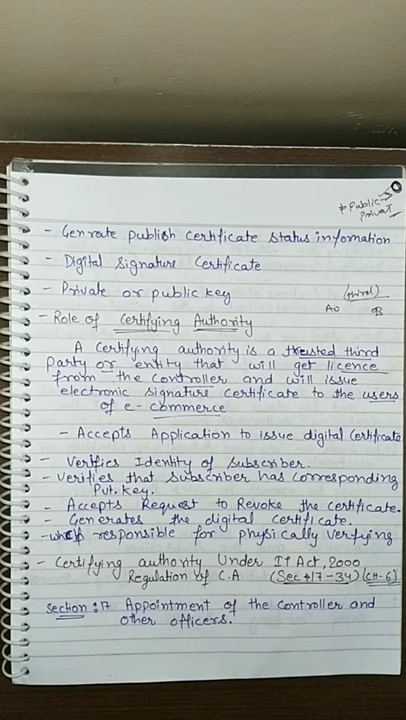 * Public
Privat
- Genrate publish certificate status information
- Digital Signature Certificate
- Private or public key
(third)
A B
- Role of Certifying Authority
A Certifying authority is a trusted third
Party or entity that will get licence
from the Controller and will issue
electronic signature certificate to the users
of e-commerce
- Accepts Application to issue digital Certificate
- Verifies Identity of Subscriber.
- Verifies that Subscriber has Corresponding
Pvt. key.
- Accepts Request to Revoke the certificate.
- Generates the digital certificate.
- responsible for physically verifying
- Certifying authority Under IT Act, 2000
Regulation of C.A (Sec 17-34) (CH-6)
Section: 17 Appointment of the Controller and
other officers.